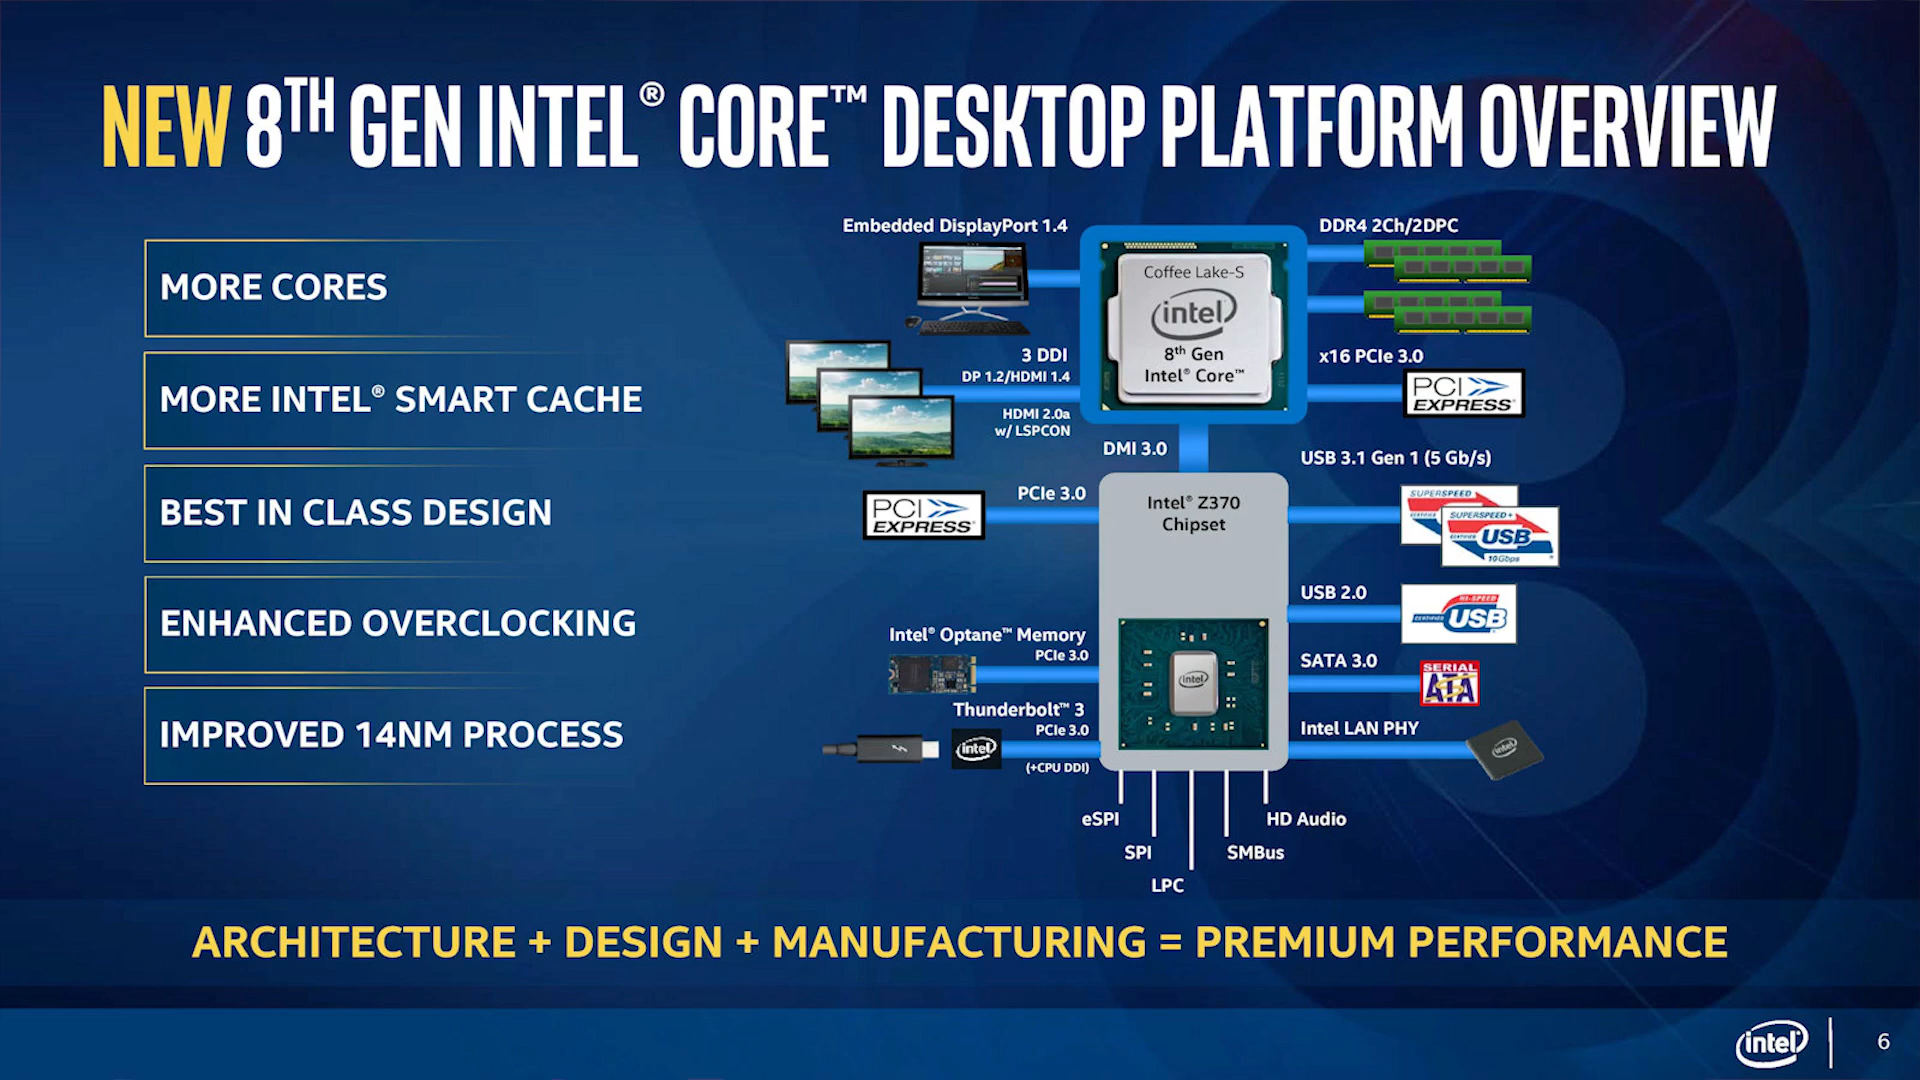 NEW 8TH GEN INTEL® CORE™ DESKTOP PLATFORM OVERVIEW
MORE CORES
MORE INTEL® SMART CACHE
BEST IN CLASS DESIGN
ENHANCED OVERCLOCKING
IMPROVED 14NM PROCESS
Embedded DisplayPort 1.4
3 DDI
DP 1.2/HDMI 1.4
HDMI 2.0a
w/ LSPCON
Coffee Lake-S
intel
8th Gen
Intel® Core™
DDR4 2Ch/2DPC
x16 PCIe 3.0
PCI
EXPRESS®
DMI 3.0
PCIe 3.0
PCI
EXPRESS®
Intel® Z370
Chipset
intel
USB 3.1 Gen 1 (5 Gb/s)
SUPERSPEED
CERTIFIED
SUPERSPEED+
CERTIFIED USB
10Gbps
USB 2.0
HI-SPEED
CERTIFIED USB
Intel® Optane™ Memory
PCIe 3.0
SATA 3.0
SERIAL
ATA
Thunderbolt™ 3
PCIe 3.0
(+CPU DDI)
intel
Intel LAN PHY
intel
eSPI
SPI
LPC
SMBus
HD Audio
ARCHITECTURE + DESIGN + MANUFACTURING = PREMIUM PERFORMANCE
intel
6